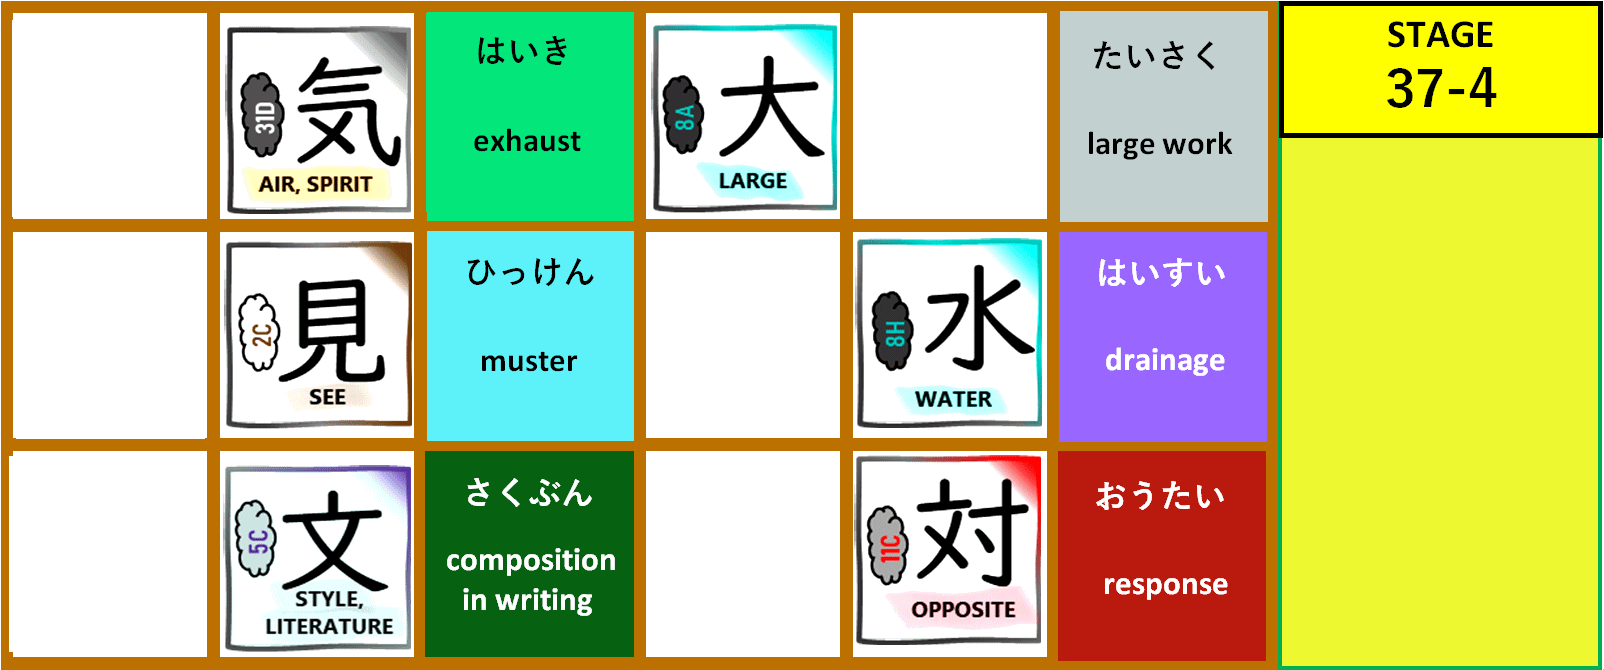 31D
気
AIR, SPIRIT
はいき
exhaust
8A
大
LARGE
たいさく
large work
STAGE
37-4
2C
見
SEE
ひっけん
muster
8H
水
WATER
はいすい
drainage
5C
文
STYLE,
LITERATURE
さくぶん
composition
in writing
11C
対
OPPOSITE
おうたい
response